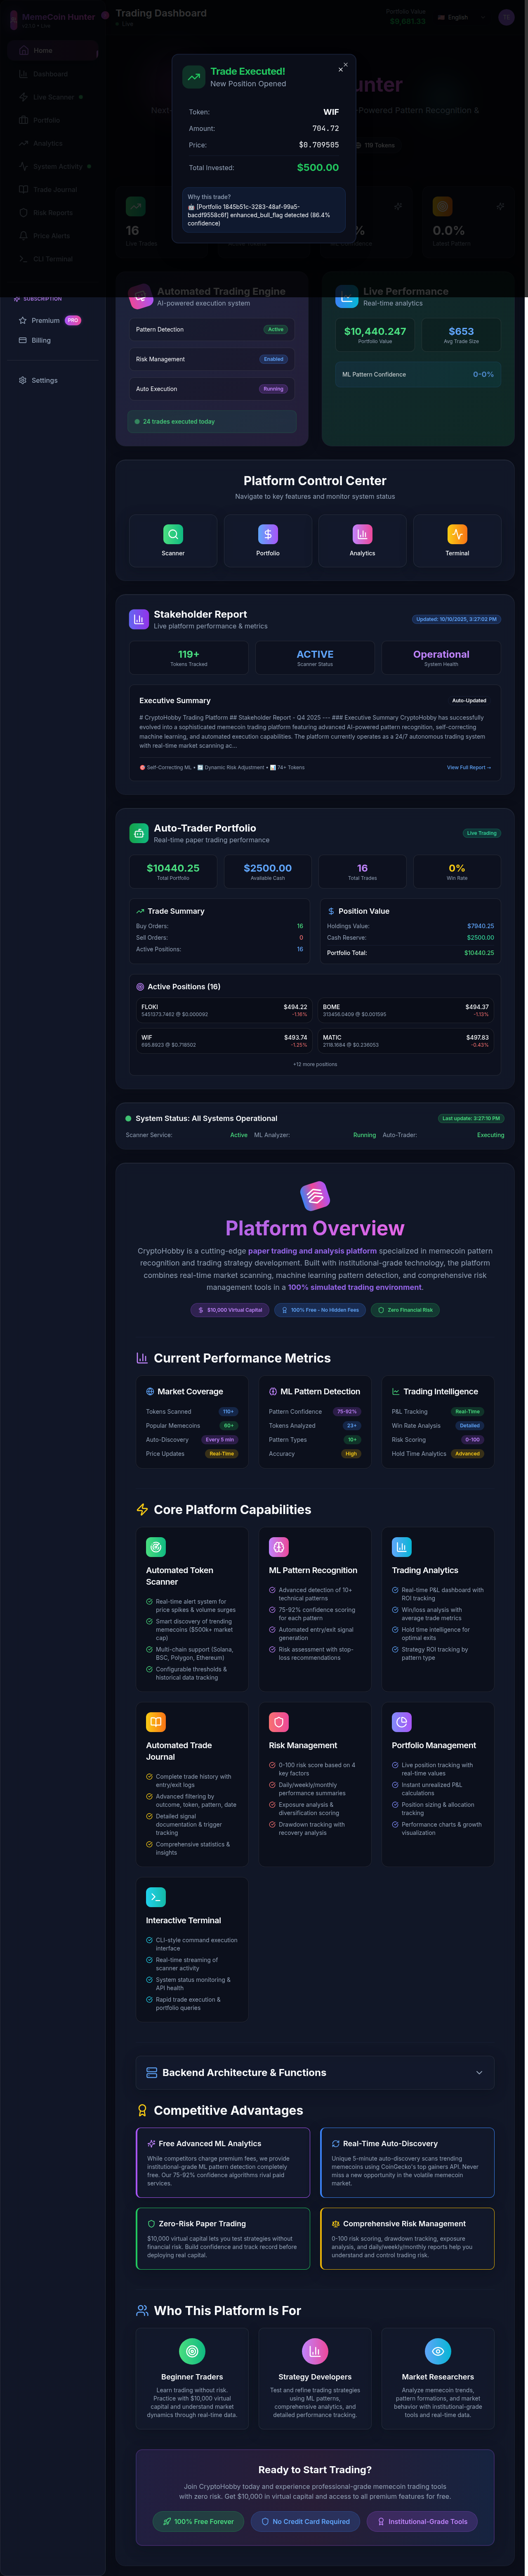 MemeCoin Hunter
Trading Dashboard
Live
Portfolio Value
$9,681.33
English
Home
Dashboard
Live Scanner
Portfolio
Analytics
System Activity
Trade Journal
Risk Reports
Price Alerts
CLI Terminal
SUBSCRIPTION
Premium PRO
Billing
Settings
Trade Executed!
New Position Opened
Token: WIF
Amount: 704.72
Price: $0.709505
Total Invested: $500.00
Why this trade?
🤖 [Portfolio 1845b51c-3283-48af-99a5-
bacdf9558c6f] enhanced_bull_flag detected (86.4%
confidence)
Powered Pattern Recognition &
119 Tokens
16
Live Trades
0.0%
Latest Pattern
Automated Trading Engine
AI-powered execution system
Pattern Detection Active
Risk Management Enabled
Auto Execution Running
24 trades executed today
Live Performance
Real-time analytics
$10,440.247
Portfolio Value
$653
Avg Trade Size
ML Pattern Confidence 0-0%
Platform Control Center
Navigate to key features and monitor system status
Scanner
Portfolio
Analytics
Terminal
Stakeholder Report
Live platform performance & metrics
Updated: 10/10/2025, 3:27:02 PM
119+
Tokens Tracked
ACTIVE
Scanner Status
Operational
System Health
Executive Summary
Auto-Updated
# CryptoHobby Trading Platform ## Stakeholder Report - Q4 2025 --- ### Executive Summary CryptoHobby has successfully
evolved into a sophisticated memecoin trading platform featuring advanced AI-powered pattern recognition, self-correcting
machine learning, and automated execution capabilities. The platform currently operates as a 24/7 autonomous trading system
with real-time market scanning ac...
🎯 Self-Correcting ML • 🔄 Dynamic Risk Adjustment • 📊 74+ Tokens
View Full Report →
Auto-Trader Portfolio
Real-time paper trading performance
Live Trading
$10440.25
Total Portfolio
$2500.00
Available Cash
16
Total Trades
0%
Win Rate
Trade Summary
Buy Orders: 16
Sell Orders: 0
Active Positions: 16
Position Value
Holdings Value: $7940.25
Cash Reserve: $2500.00
Portfolio Total: $10440.25
Active Positions (16)
FLOKI $494.22
5451373.7462 @ $0.000092 -1.16%
BOME $494.37
313456.0409 @ $0.001595 -1.13%
WIF $493.74
695.8923 @ $0.718502 -1.25%
MATIC $497.83
2118.1684 @ $0.236053 -0.43%
+12 more positions
System Status: All Systems Operational
Last update: 3:27:10 PM
Scanner Service: Active
ML Analyzer: Running
Auto-Trader: Executing
Platform Overview
CryptoHobby is a cutting-edge paper trading and analysis platform specialized in memecoin pattern
recognition and trading strategy development. Built with institutional-grade technology, the platform
combines real-time market scanning, machine learning pattern detection, and comprehensive risk
management tools in a 100% simulated trading environment.
$10,000 Virtual Capital
100% Free - No Hidden Fees
Zero Financial Risk
Current Performance Metrics
Market Coverage
Tokens Scanned 110+
Popular Memecoins 60+
Auto-Discovery Every 5 min
Price Updates Real-Time
ML Pattern Detection
Pattern Confidence 75-92%
Tokens Analyzed 23+
Pattern Types 10+
Accuracy High
Trading Intelligence
P&L Tracking Real-Time
Win Rate Analysis Detailed
Risk Scoring 0-100
Hold Time Analytics Advanced
Core Platform Capabilities
Automated Token
Scanner
Real-time alert system for
price spikes & volume surges
Smart discovery of trending
memecoins ($500k+ market
cap)
Multi-chain support (Solana,
BSC, Polygon, Ethereum)
Configurable thresholds &
historical data tracking
ML Pattern Recognition
Advanced detection of 10+
technical patterns
75-92% confidence scoring
for each pattern
Automated entry/exit signal
generation
Risk assessment with stop-
loss recommendations
Trading Analytics
Real-time P&L dashboard with
ROI tracking
Win/loss analysis with
average trade metrics
Hold time intelligence for
optimal exits
Strategy ROI tracking by
pattern type
Automated Trade
Journal
Complete trade history with
entry/exit logs
Advanced filtering by
outcome, token, pattern, date
Detailed signal
documentation & trigger
tracking
Comprehensive statistics &
insights
Risk Management
0-100 risk score based on 4
key factors
Daily/weekly/monthly
performance summaries
Exposure analysis &
diversification scoring
Drawdown tracking with
recovery analysis
Portfolio Management
Live position tracking with
real-time values
Instant unrealized P&L
calculations
Position sizing & allocation
tracking
Performance charts & growth
visualization
Interactive Terminal
CLI-style command execution
interface
Real-time streaming of
scanner activity
System status monitoring &
API health
Rapid trade execution &
portfolio queries
Backend Architecture & Functions
Competitive Advantages
Free Advanced ML Analytics
While competitors charge premium fees, we provide
institutional-grade ML pattern detection completely
free. Our 75-92% confidence algorithms rival paid
services.
Real-Time Auto-Discovery
Unique 5-minute auto-discovery scans trending
memecoins using CoinGecko's top gainers API. Never
miss a new opportunity in the volatile memecoin
market.
Zero-Risk Paper Trading
$10,000 virtual capital lets you test strategies without
financial risk. Build confidence and track record before
deploying real capital.
Comprehensive Risk Management
0-100 risk scoring, drawdown tracking, exposure
analysis, and daily/weekly/monthly reports help you
understand and control trading risk.
Who This Platform Is For
Beginner Traders
Learn trading without risk.
Practice with $10,000 virtual
capital and understand market
dynamics through real-time data.
Strategy Developers
Test and refine trading strategies
using ML patterns,
comprehensive analytics, and
detailed performance tracking.
Market Researchers
Analyze memecoin trends,
pattern formations, and market
behavior with institutional-grade
tools and real-time data.
Ready to Start Trading?
Join CryptoHobby today and experience professional-grade memecoin trading tools
with zero risk. Get $10,000 in virtual capital and access to all premium features for free.
100% Free Forever
No Credit Card Required
Institutional-Grade Tools